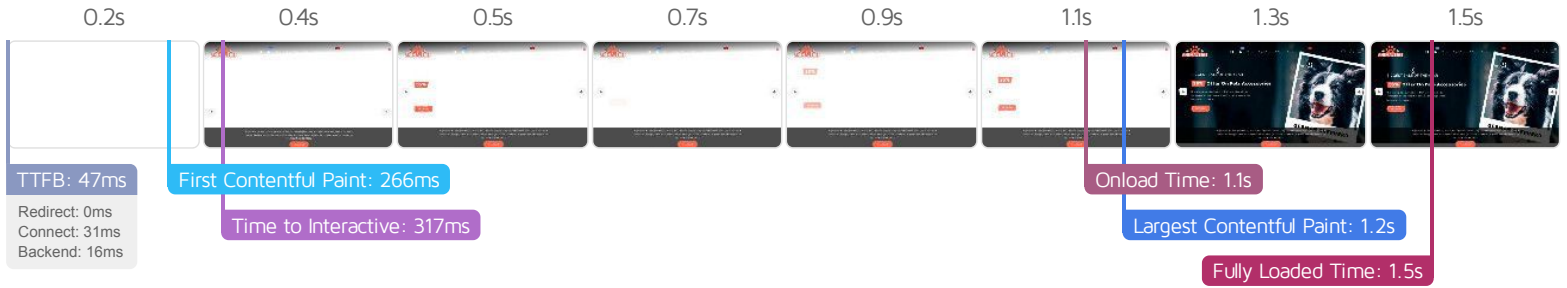 0.2s
0.4s
0.5s
0.7s
0.9s
1.1s
1.3s
1.5s
TTFB: 47ms
Redirect: 0ms
Connect: 31ms
Backend: 16ms
First Contentful Paint: 266ms
Time to Interactive: 317ms
Onload Time: 1.1s
Largest Contentful Paint: 1.2s
Fully Loaded Time: 1.5s